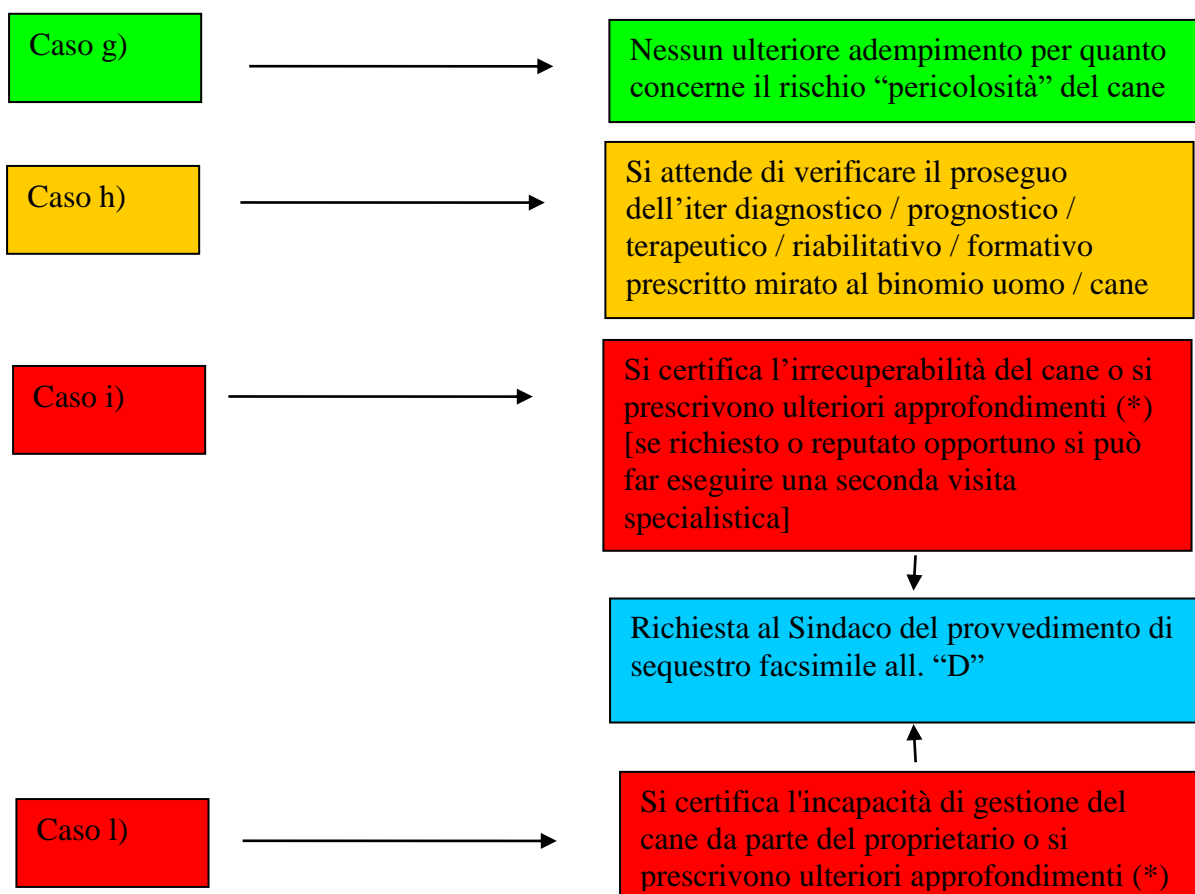 Caso g)
Nessun ulteriore adempimento per quanto
concerne il rischio “pericolosità” del cane
Caso h)
Si attende di verificare il proseguo
dell’iter diagnostico / prognostico /
terapeutico / riabilitativo / formativo
prescritto mirato al binomio uomo / cane
Caso i)
Si certifica l’irrecuperabilità del cane o si
prescrivono ulteriori approfondimenti (*)
[se richiesto o reputato opportuno si può
far eseguire una seconda visita
specialistica]
Richiesta al Sindaco del provvedimento di
sequestro facsimile all. “D”
Caso l)
Si certifica l'incapacità di gestione del
cane da parte del proprietario o si
prescrivono ulteriori approfondimenti (*)